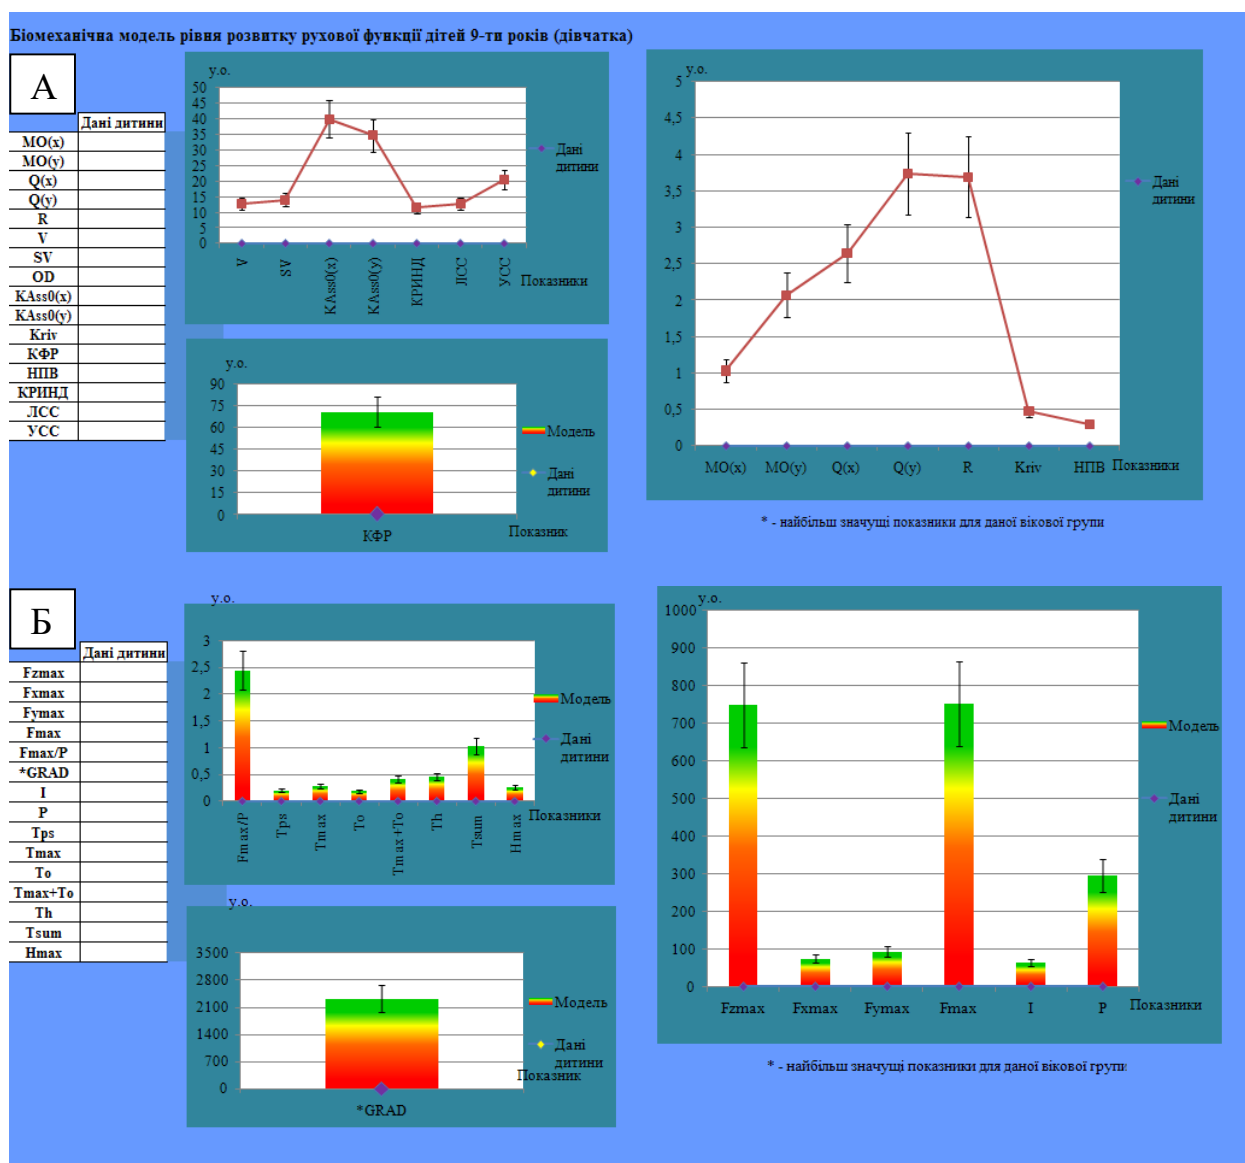 Біомеханічна модель рівня розвитку рухової функції дітей 9-ти років (дівчатка)
А
Дані дитини
MO(x)
MO(y)
Q(x)
Q(y)
R
V
SV
OD
KAss0(x)
KAss0(y)
Kriv
КФР
НПВ
КРИНД
ЛСС
УСС
у.о.
50
45
40
35
30
25
20
15
10
5
0
V
SV
KAss0(x)
KAss0(y)
КРИНД
ЛСС
УСС
Показники
Дані
дитини
у.о.
90
75
60
45
30
15
0
КФР
Показник
Модель
Дані
дитини
у.о.
5
4,5
4
3,5
3
2,5
2
1,5
1
0,5
0
MO(x)
MO(y)
Q(x)
Q(y)
R
Kriv
НПВ
Показники
Дані
дитини
* - найбільш значущі показники для даної вікової групи
Б
Дані дитини
Fzmax
Fxmax
Fymax
Fmax
Fmax/P
*GRAD
I
P
Tps
Tmax
To
Tmax+To
Th
Tsum
Hmax
у.о.
3
2,5
2
1,5
1
0,5
0
Fmax/P
Tps
Tmax
To
Tmax+To
Th
Tsum
Hmax
Показники
Модель
Дані
дитини
у.о.
3500
2800
2100
1400
700
0
*GRAD
Показник
Модель
Дані
дитини
у.о.
1000
900
800
700
600
500
400
300
200
100
0
Fzmax
Fxmax
Fymax
Fmax
I
P
Показники
Модель
Дані
дитини
* - найбільш значущі показники для даної вікової групи